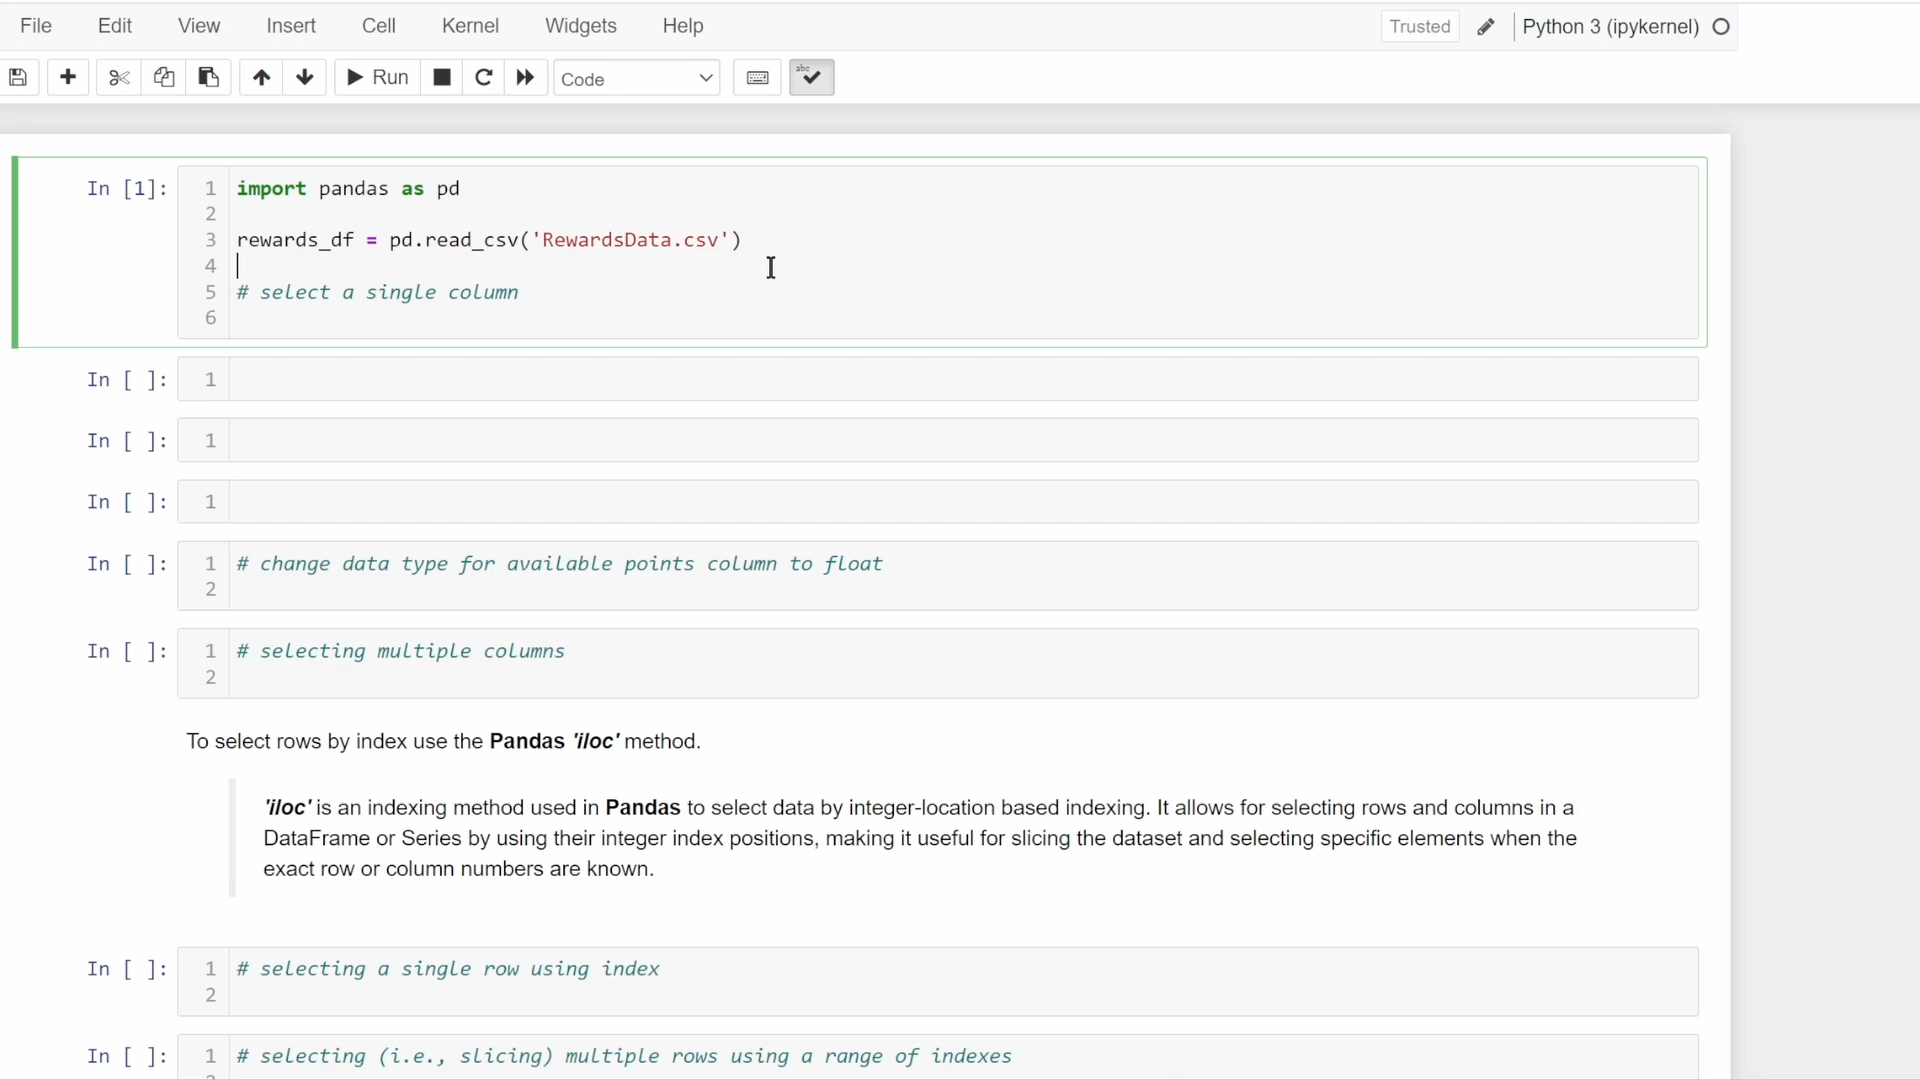 File Edit View Insert Cell Kernel Widgets Help Trusted Python 3 (ipykernel)
Run Code abc
In [1]: 1 import pandas as pd
2
3 rewards_df = pd.read_csv('RewardsData.csv')
4
5 # select a single column
6
In [ ]: 1
In [ ]: 1
In [ ]: 1
In [ ]: 1 # change data type for available points column to float
2
In [ ]: 1 # selecting multiple columns
2
To select rows by index use the Pandas 'iloc' method.
'iloc' is an indexing method used in Pandas to select data by integer-location based indexing. It allows for selecting rows and columns in a
DataFrame or Series by using their integer index positions, making it useful for slicing the dataset and selecting specific elements when the
exact row or column numbers are known.
In [ ]: 1 # selecting a single row using index
2
In [ ]: 1 # selecting (i.e., slicing) multiple rows using a range of indexes